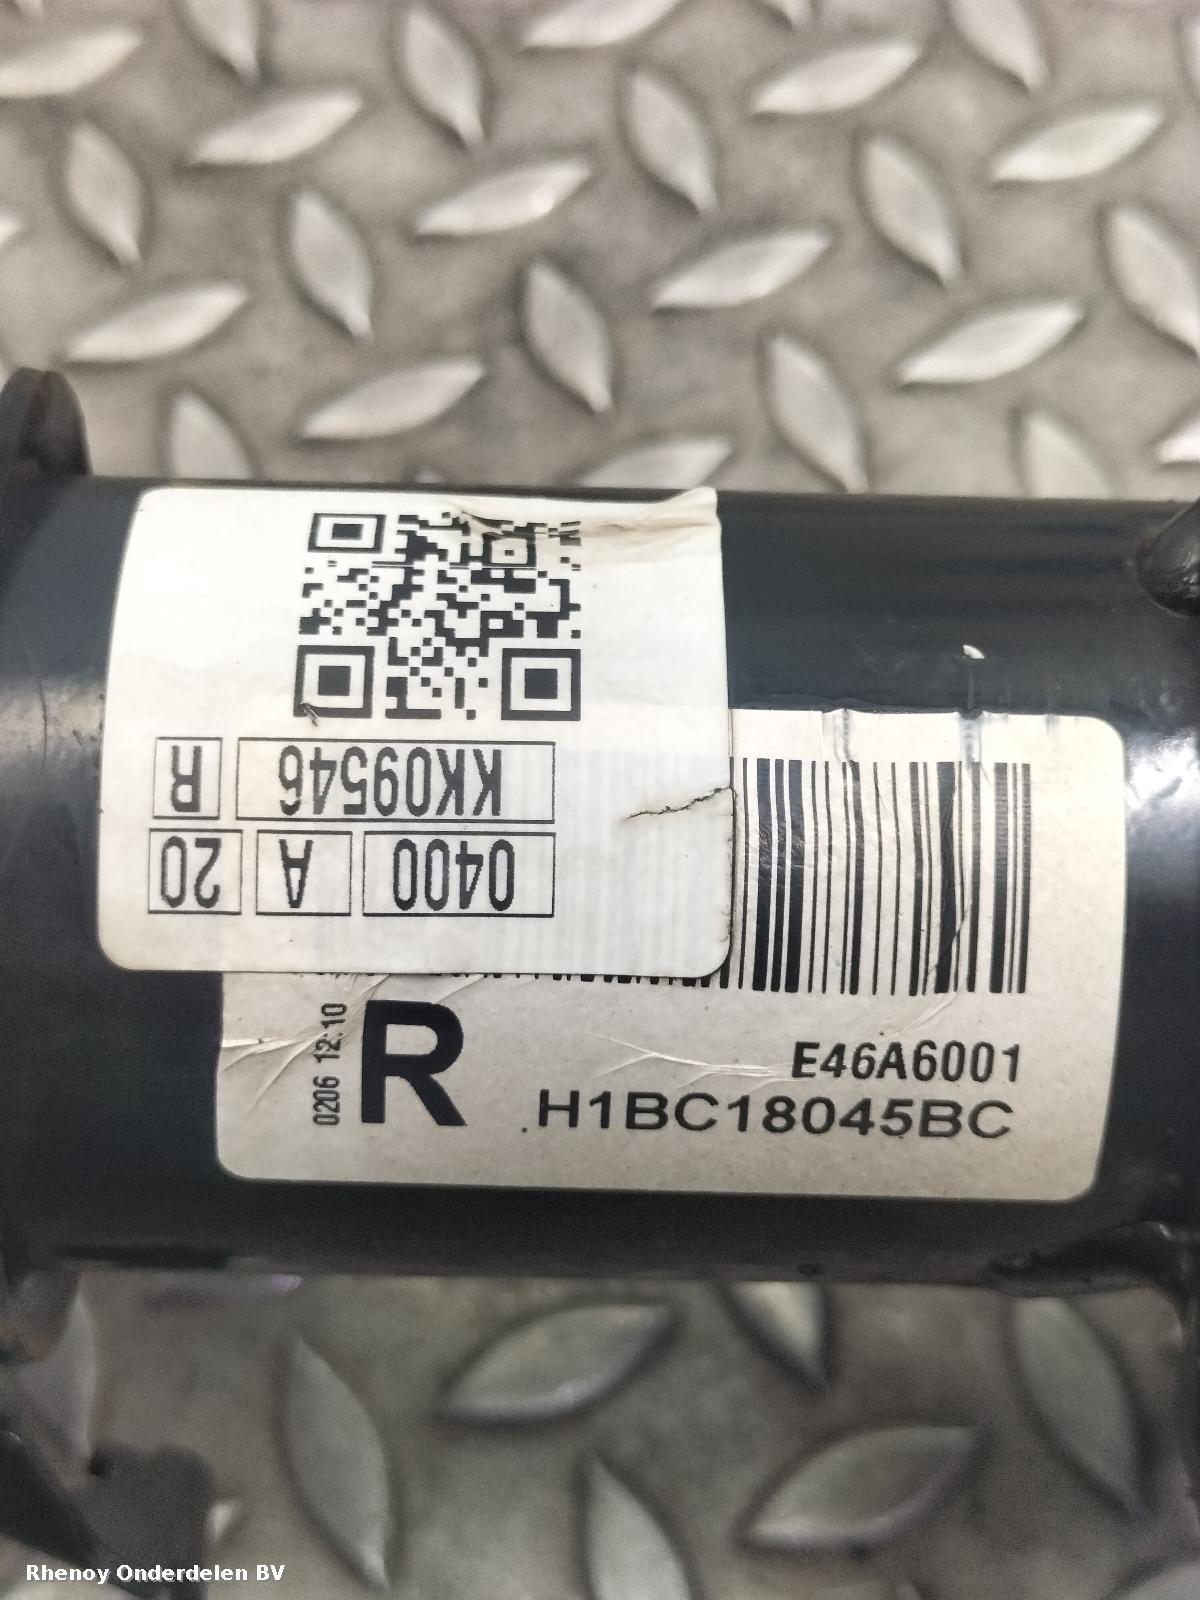 0400 A 20
KK09546 R
0206 12:10
R
E46A6001
H1BC18045BC
Rhenoy Onderdelen BV